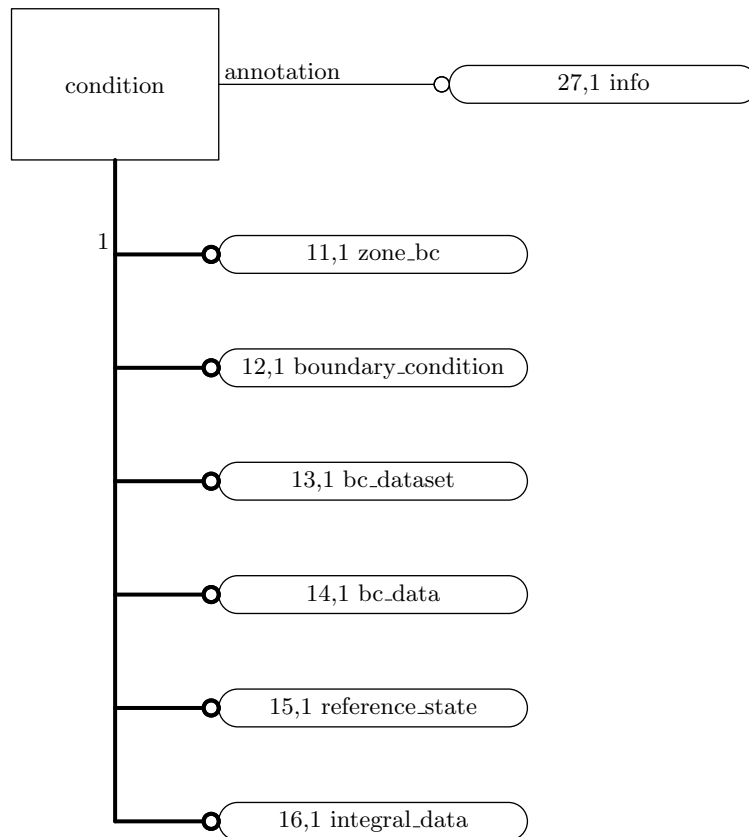 condition
annotation
27,1 info
1
11,1 zone_bc
12,1 boundary_condition
13,1 bc_dataset
14,1 bc_data
15,1 reference_state
16,1 integral_data